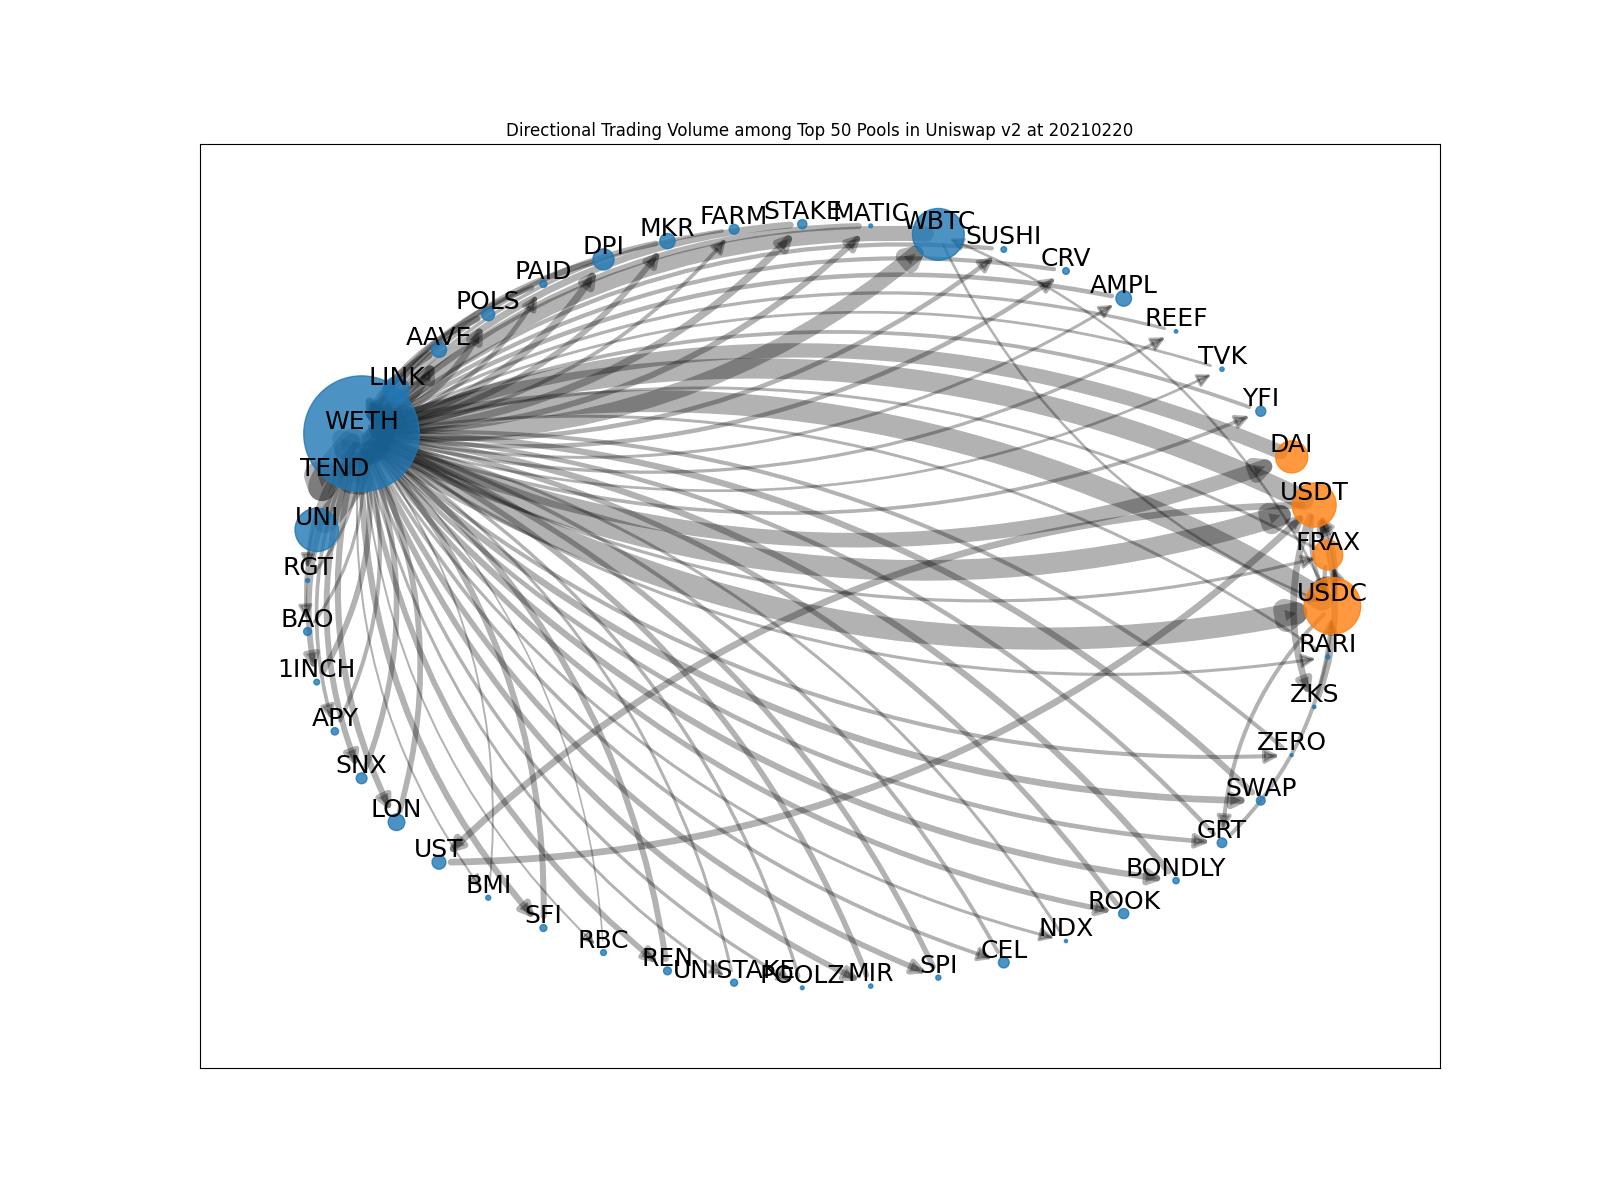 Directional Trading Volume among Top 50 Pools in Uniswap v2 at 20210220
MATIC
STAKE
FARM
MKR
DPI
PAID
POLS
AAVE
LINK
WETH
TEND
UNI
RGT
BAO
1INCH
APY
SNX
LON
UST
BMI
SFI
RBC
REN
UNISTAKE
POOLZ
MIR
SPI
CEL
NDX
ROOK
BONDLY
GRT
SWAP
ZERO
ZKS
RARI
USDC
FRAX
USDT
DAI
YFI
TVK
REEF
AMPL
CRV
SUSHI
WBTC